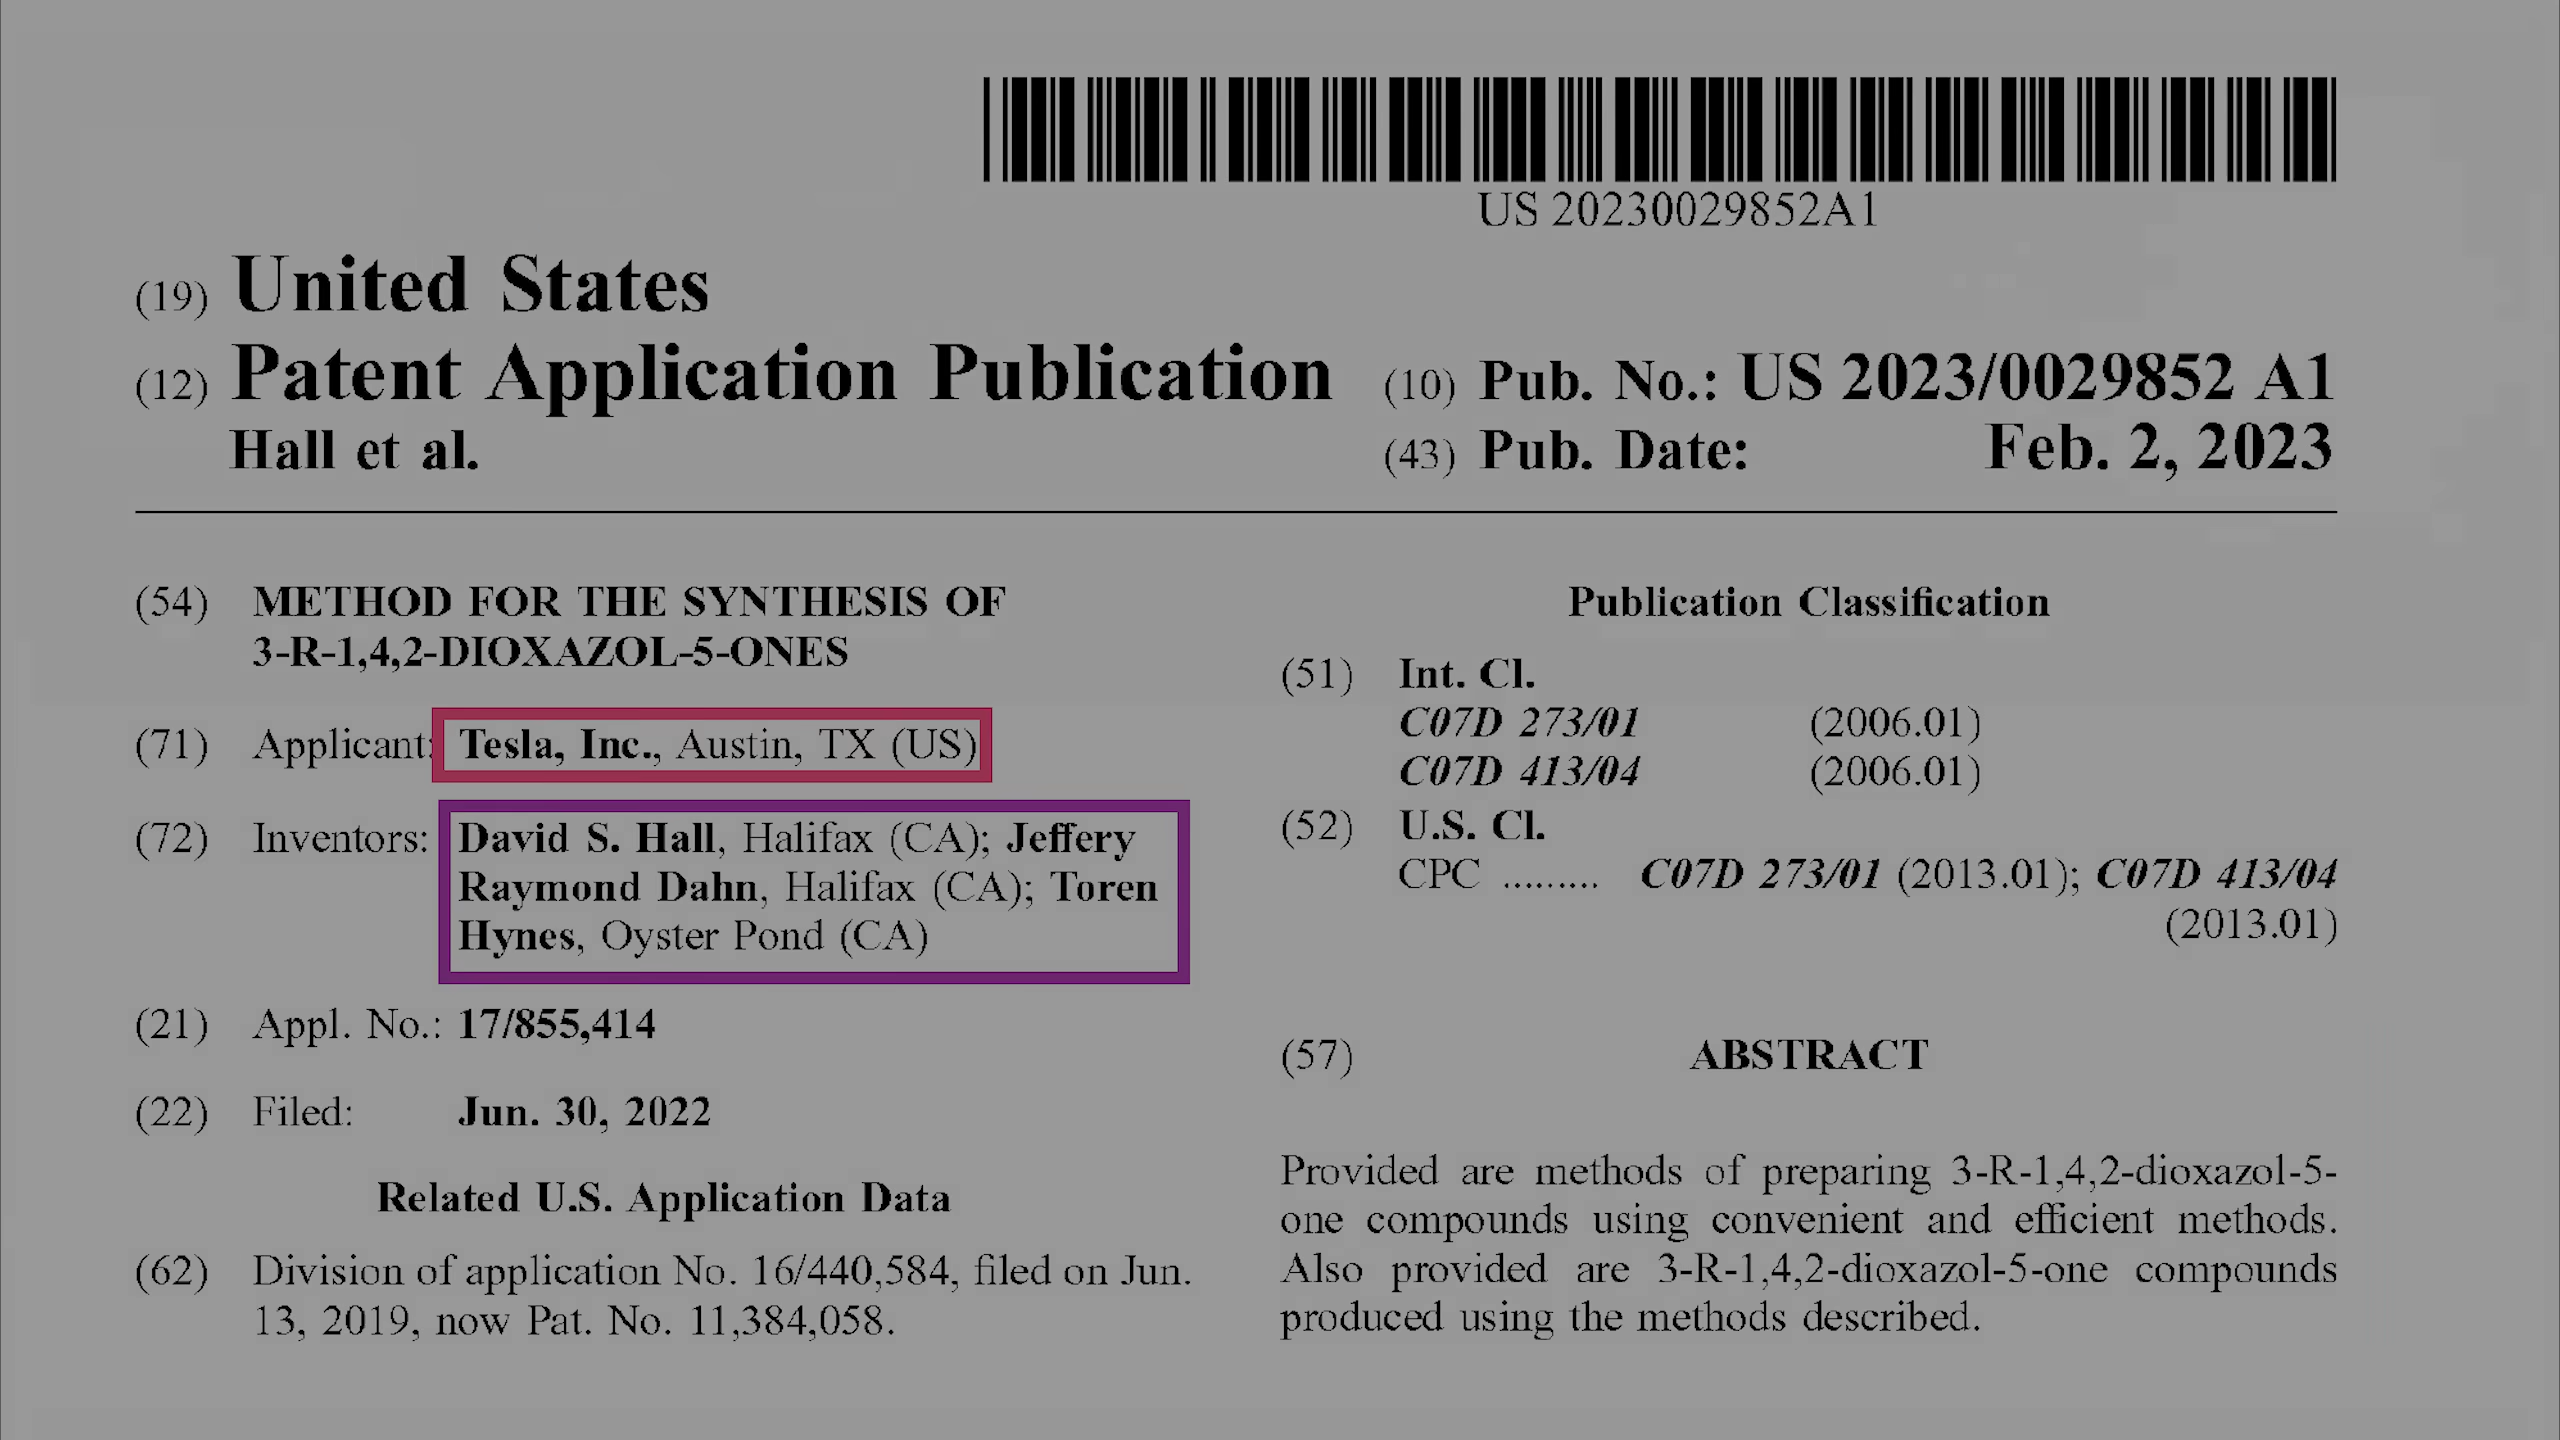 US 20230029852A1
(19) United States
(12) Patent Application Publication
Hall et al.
(10) Pub. No.: US 2023/0029852 A1
(43) Pub. Date: Feb. 2, 2023
(54) METHOD FOR THE SYNTHESIS OF
3-R-1,4,2-DIOXAZOL-5-ONES
(71) Applicant: Tesla, Inc., Austin, TX (US)
(72) Inventors: David S. Hall, Halifax (CA); Jeffery
Raymond Dahn, Halifax (CA); Toren
Hynes, Oyster Pond (CA)
(21) Appl. No.: 17/855,414
(22) Filed: Jun. 30, 2022
Related U.S. Application Data
(62) Division of application No. 16/440,584, filed on Jun.
13, 2019, now Pat. No. 11,384,058.
Publication Classification
(51) Int. Cl.
C07D 273/01 (2006.01)
C07D 413/04 (2006.01)
(52) U.S. Cl.
CPC ......... C07D 273/01 (2013.01); C07D 413/04
(2013.01)
(57) ABSTRACT
Provided are methods of preparing 3-R-1,4,2-dioxazol-5-
one compounds using convenient and efficient methods.
Also provided are 3-R-1,4,2-dioxazol-5-one compounds
produced using the methods described.